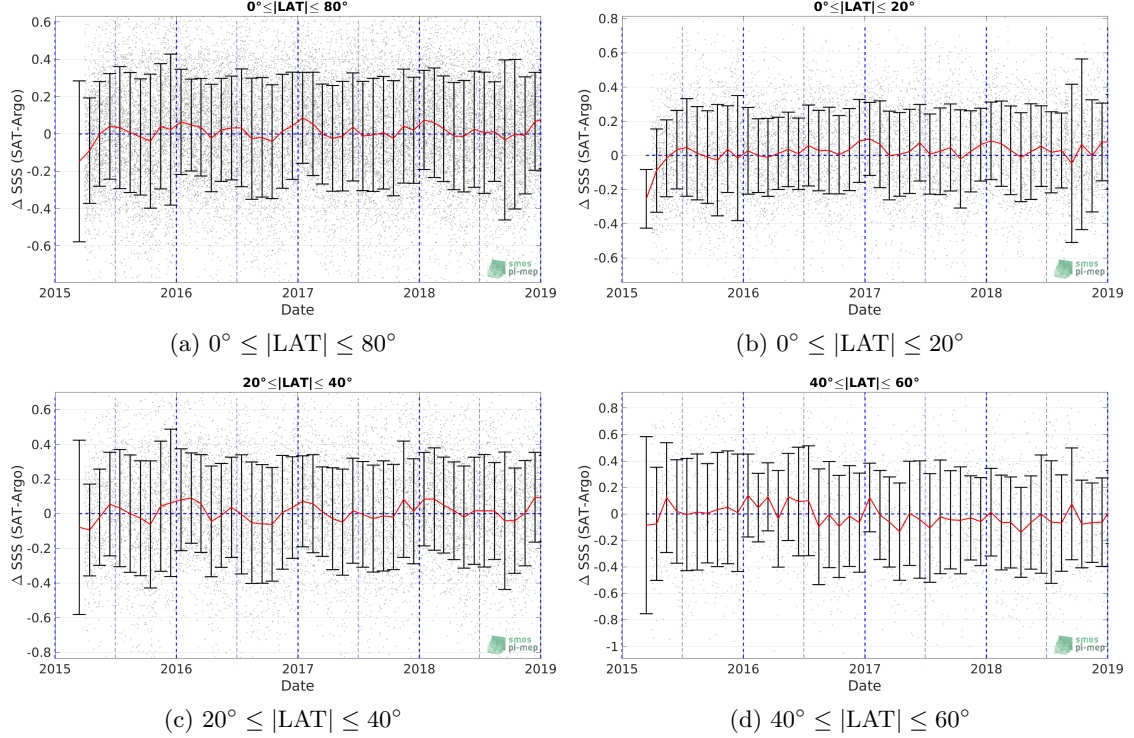 0°≤|LAT|≤ 80°
Δ SSS (SAT-Argo)
0.6
0.4
0.2
0
-0.2
-0.4
-0.6
2015 2016 2017 2018 2019
Date
smos
pi-mep
(a) 0° ≤ |LAT| ≤ 80°
0°≤|LAT|≤ 20°
Δ SSS (SAT-Argo)
0.8
0.6
0.4
0.2
0
-0.2
-0.4
-0.6
2015 2016 2017 2018 2019
Date
smos
pi-mep
(b) 0° ≤ |LAT| ≤ 20°
20°≤|LAT|≤ 40°
Δ SSS (SAT-Argo)
0.6
0.4
0.2
0
-0.2
-0.4
-0.6
-0.8
2015 2016 2017 2018 2019
Date
smos
pi-mep
(c) 20° ≤ |LAT| ≤ 40°
40°≤|LAT|≤ 60°
Δ SSS (SAT-Argo)
0.8
0.6
0.4
0.2
0
-0.2
-0.4
-0.6
-0.8
-1
2015 2016 2017 2018 2019
Date
smos
pi-mep
(d) 40° ≤ |LAT| ≤ 60°